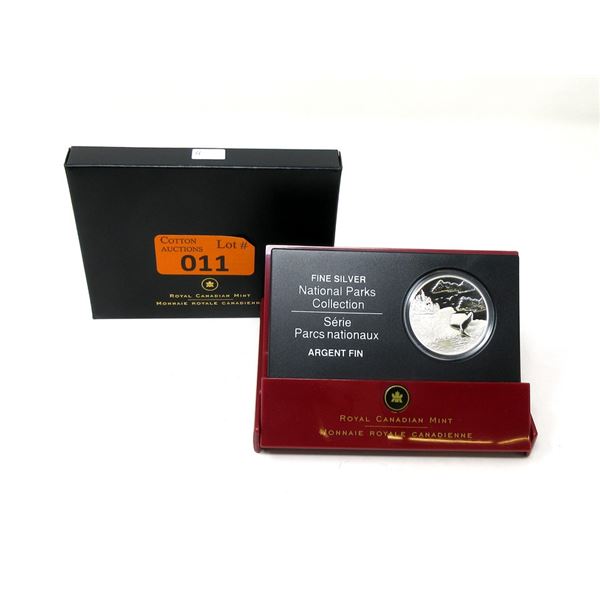 COTTON
AUCTIONS
Lot #
011
ROYAL CANADIAN MINT
MONNAIE ROYALE CANADIENNE
FINE SILVER
National Parks
Collection
Série
Parcs nationaux
ARGENT FIN
ROYAL CANADIAN MINT
MONNAIE ROYALE CANADIENNE